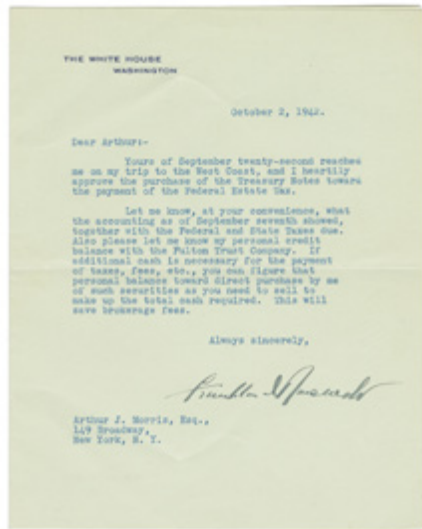 THE WHITE HOUSE
WASHINGTON
October 2, 1942.
Dear Arthur:-
Yours of September twenty-second reaches
me on my trip to the West Coast, and I heartily
approve the purchase of the Treasury Notes toward
the payment of the Federal Estate Tax.
Let me know, at your convenience, what
the accounting as of September seventh showed,
together with the Federal and State Taxes due.
Also please let me know my personal credit
balance with the Fulton Trust Company. If
additional cash is necessary for the payment
of taxes, fees, etc., you can figure that
personal balance toward direct purchase by me
of such securities as you need to sell to
make up the total cash required. This will
save brokerage fees.
Always sincerely,
Franklin D Roosevelt
Arthur J. Morris, Esq.,
149 Broadway,
New York, N. Y.